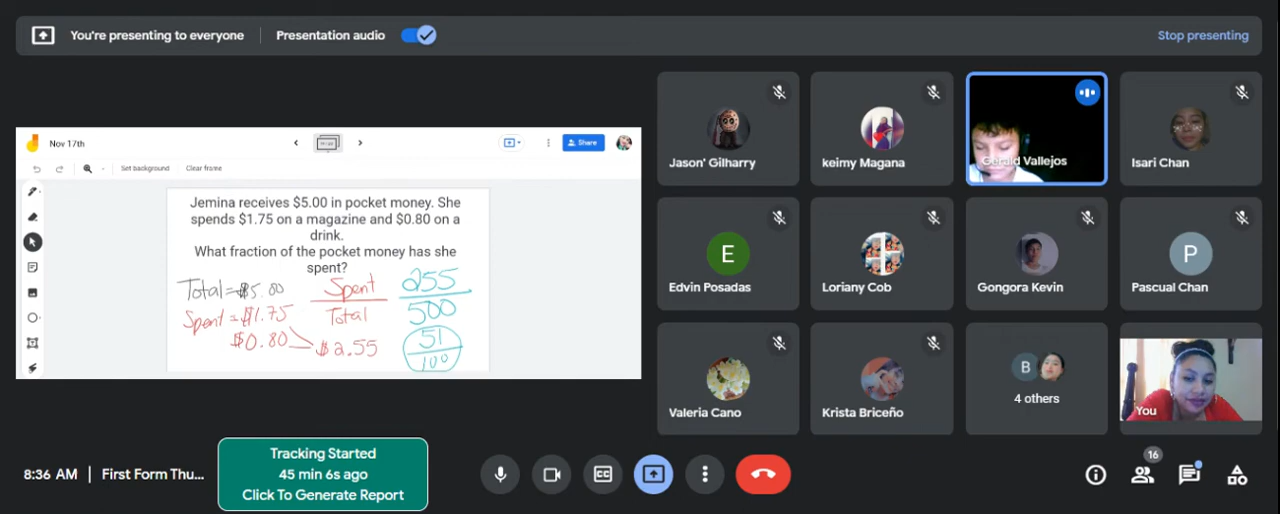 You're presenting to everyone
Presentation audio
Stop presenting
Nov 17th
Share
Set background
Clear frame
Jemina receives $5.00 in pocket money. She
spends $1.75 on a magazine and $0.80 on a
drink.
What fraction of the pocket money has she
spent?
Total = $5.00
Spent = $1.75
$0.80
$2.55
Spent
Total
255
500
51
100
Jason' Gilharry
keimy Magana
Gerald Vallejos
Isari Chan
E
Edvin Posadas
Loriany Cob
Gongora Kevin
P
Pascual Chan
Valeria Cano
Krista Briceño
B
4 others
You
8:36 AM
First Form Thu...
Tracking Started
45 min 6s ago
Click To Generate Report
CC
16